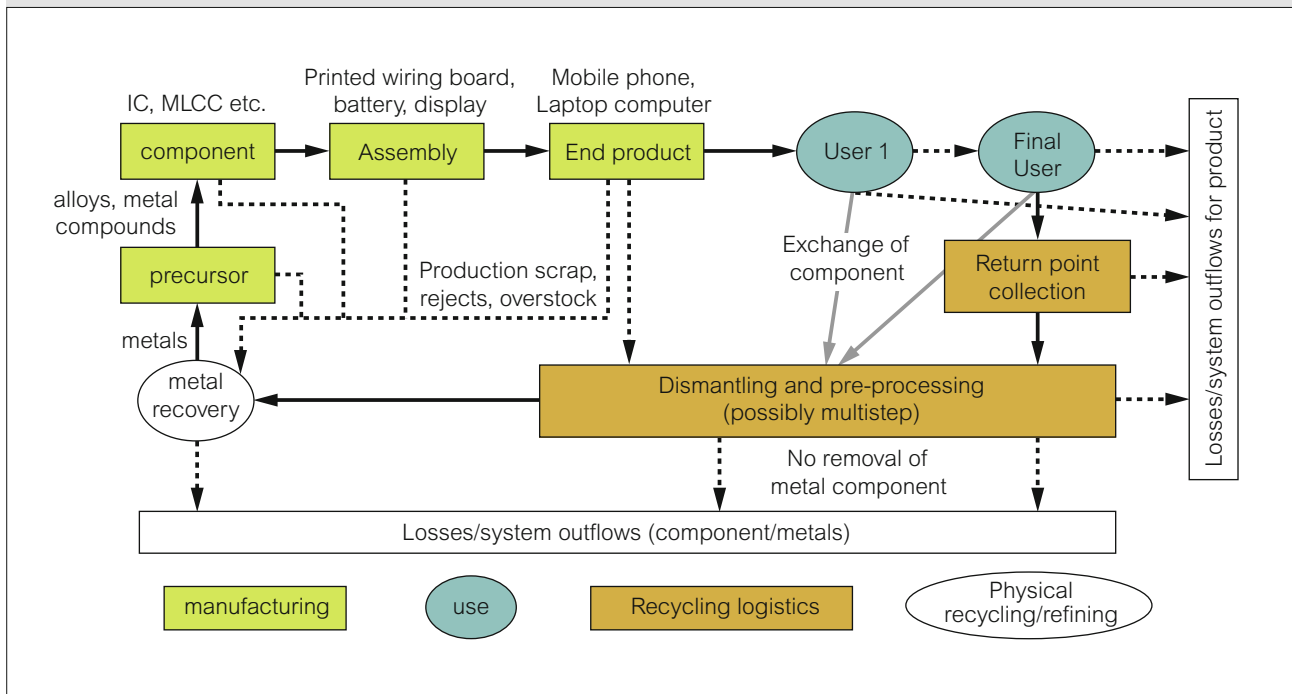 Printed wiring board,
battery, display
Mobile phone,
Laptop computer
IC, MLCC etc.
component
Assembly
End product
User 1
Final
User
alloys, metal
compounds
precursor
Production scrap,
rejects, overstock
Exchange of
component
Return point
collection
Losses/system outflows for product
metals
metal
recovery
Dismantling and pre-processing
(possibly multistep)
No removal of
metal component
Losses/system outflows (component/metals)
manufacturing
use
Recycling logistics
Physical
recycling/refining